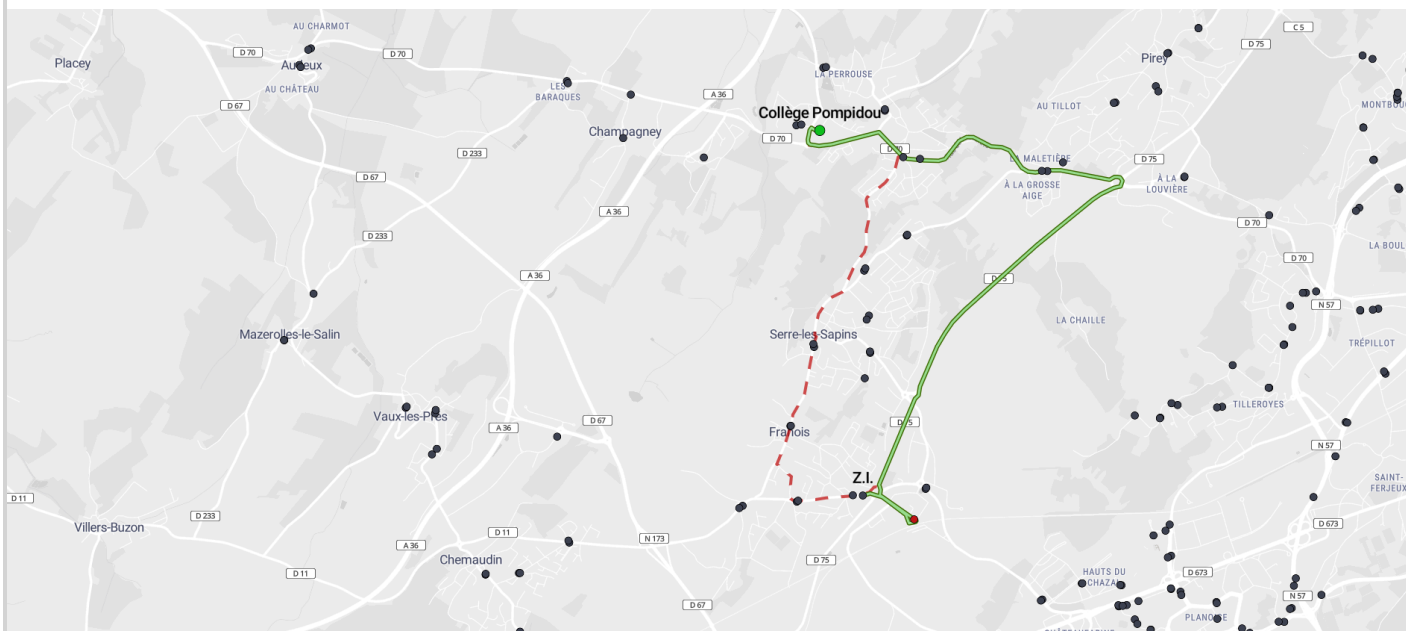 AU CHARMOT
C 5
D 75
D 70
D 70
Placey
Pirey
Auxeux
LA PERROUSE
AU CHÂTEAU
LES
BARAQUES
A 36
D 67
AU TILLOT
Collège Pompidou
Champagney
D 70
D 70
D 233
LA MALETIÈRE
D 75
D 67
À LA GROSSE
AIGE
À LA
LOUVIÈRE
A 36
D 70
D 233
LA BOUL
D 70
A 36
D 75
N 57
LA CHAILLE
Mazerolles-le-Salin
Serre-les-Sapins
TRÉPILLOT
TILLEROYES
Vaux-les-Prés
D 67
D 75
A 36
Franois
N 57
Z.I.
SAINT-
FERJEUX
D 11
D 233
Villers-Buzon
D 673
D 11
N 173
A 36
Chemaudin
D 75
D 11
HAUTS DU
CHAZAL
D 673
N 57
D 67
PLANOISE